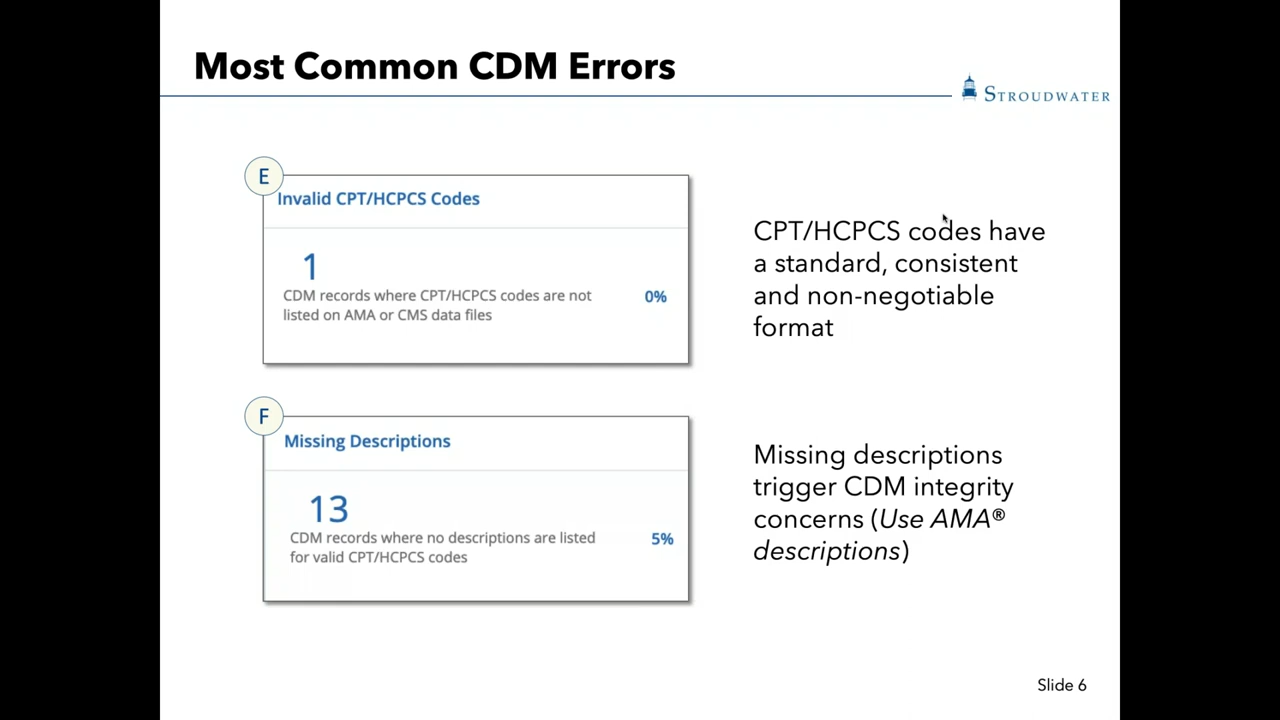 Most Common CDM Errors
STROUDWATER
E
Invalid CPT/HCPCS Codes
1
CDM records where CPT/HCPCS codes are not
listed on AMA or CMS data files
0%
CPT/HCPCS codes have
a standard, consistent
and non-negotiable
format
F
Missing Descriptions
13
CDM records where no descriptions are listed
for valid CPT/HCPCS codes
5%
Missing descriptions
trigger CDM integrity
concerns (Use AMA®
descriptions)
Slide 6